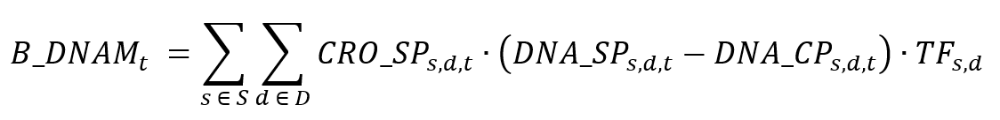 B_DNAM_t = ∑_{s ∈ S} ∑_{d ∈ D} CRO_SP_{s,d,t} · (DNA_SP_{s,d,t} − DNA_CP_{s,d,t}) · TF_{s,d}